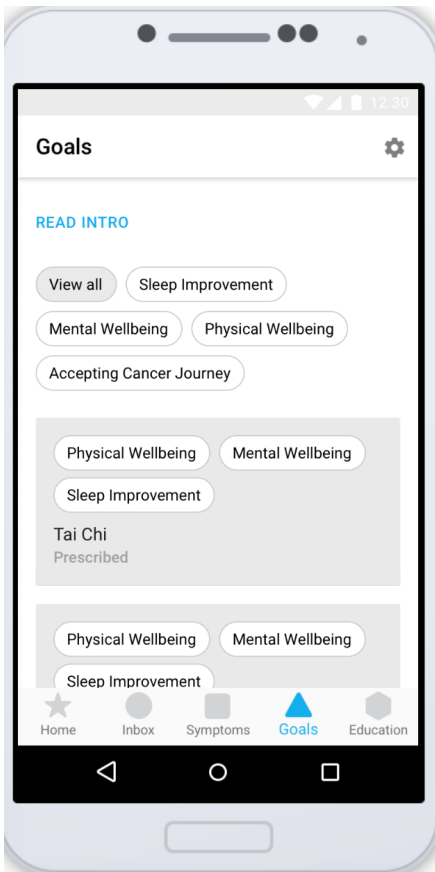 12:30
Goals
READ INTRO
View all Sleep Improvement
Mental Wellbeing Physical Wellbeing
Accepting Cancer Journey
Physical Wellbeing Mental Wellbeing
Sleep Improvement
Tai Chi
Prescribed
Physical Wellbeing Mental Wellbeing
Sleep Improvement
Home Inbox Symptoms Goals Education